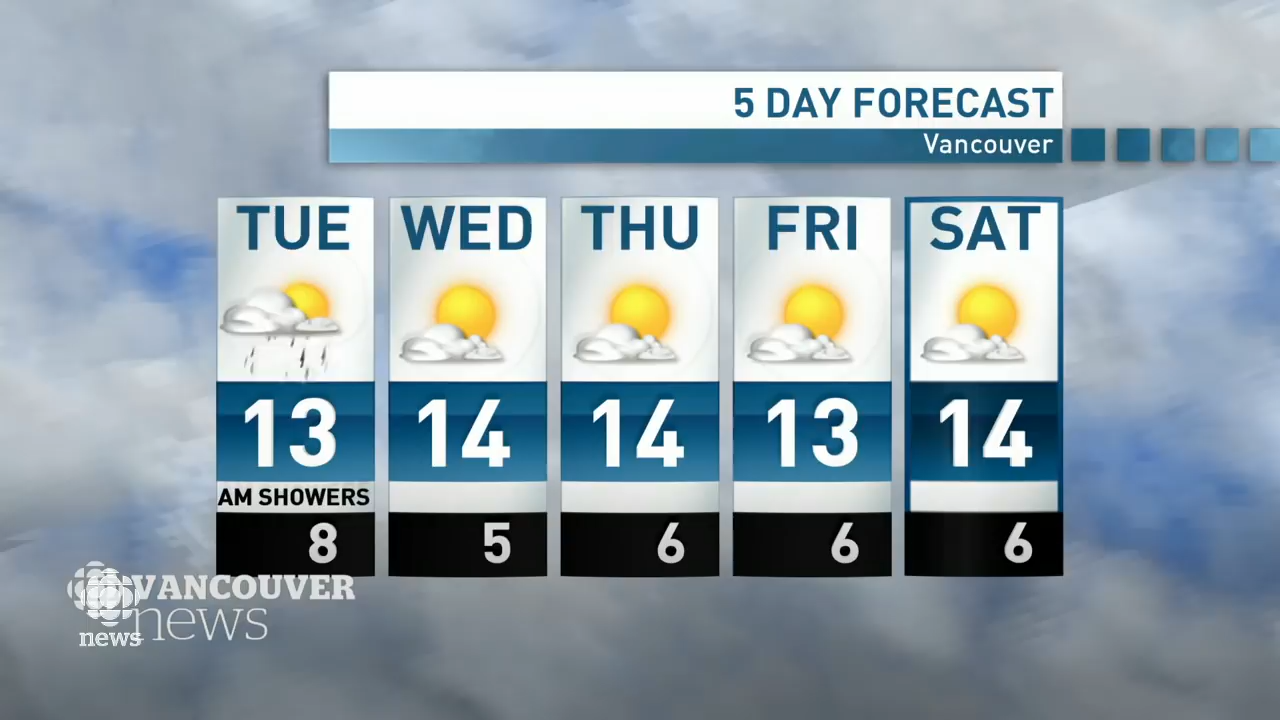 5 DAY FORECAST
Vancouver
TUE WED THU FRI SAT
13 14 14 13 14
AM SHOWERS
8 5 6 6 6
VANCOUVER
news
news